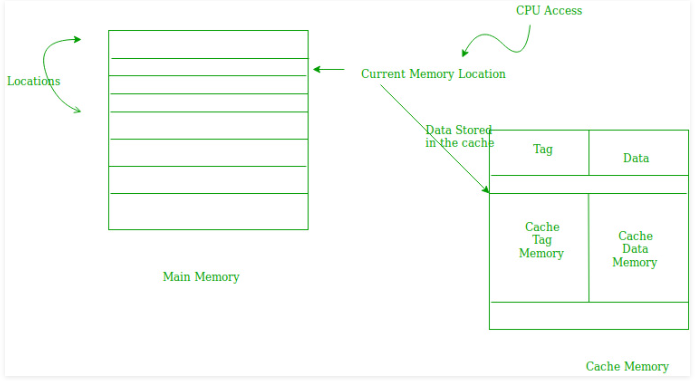 CPU Access
Locations
Current Memory Location
Data Stored
in the cache
Tag
Data
Cache
Tag
Memory
Cache
Data
Memory
Main Memory
Cache Memory